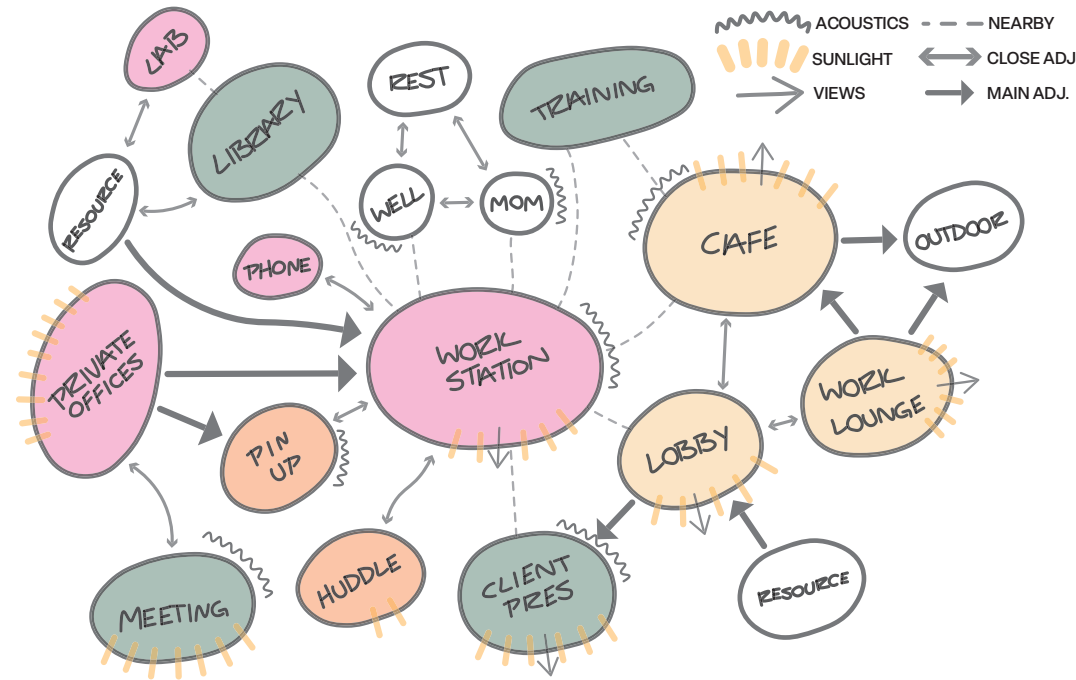 ACOUSTICS
NEARBY
SUNLIGHT
CLOSE ADJ
VIEWS
MAIN ADJ.
LAB
LIBRARY
REST
TRAINING
RESOURCE
WELL
MOM
CAFE
OUTDOOR
PHONE
PRIVATE
OFFICES
WORK
STATION
WORK
LOUNGE
PIN
UP
LOBBY
MEETING
HUDDLE
CLIENT
PRES
RESOURCE